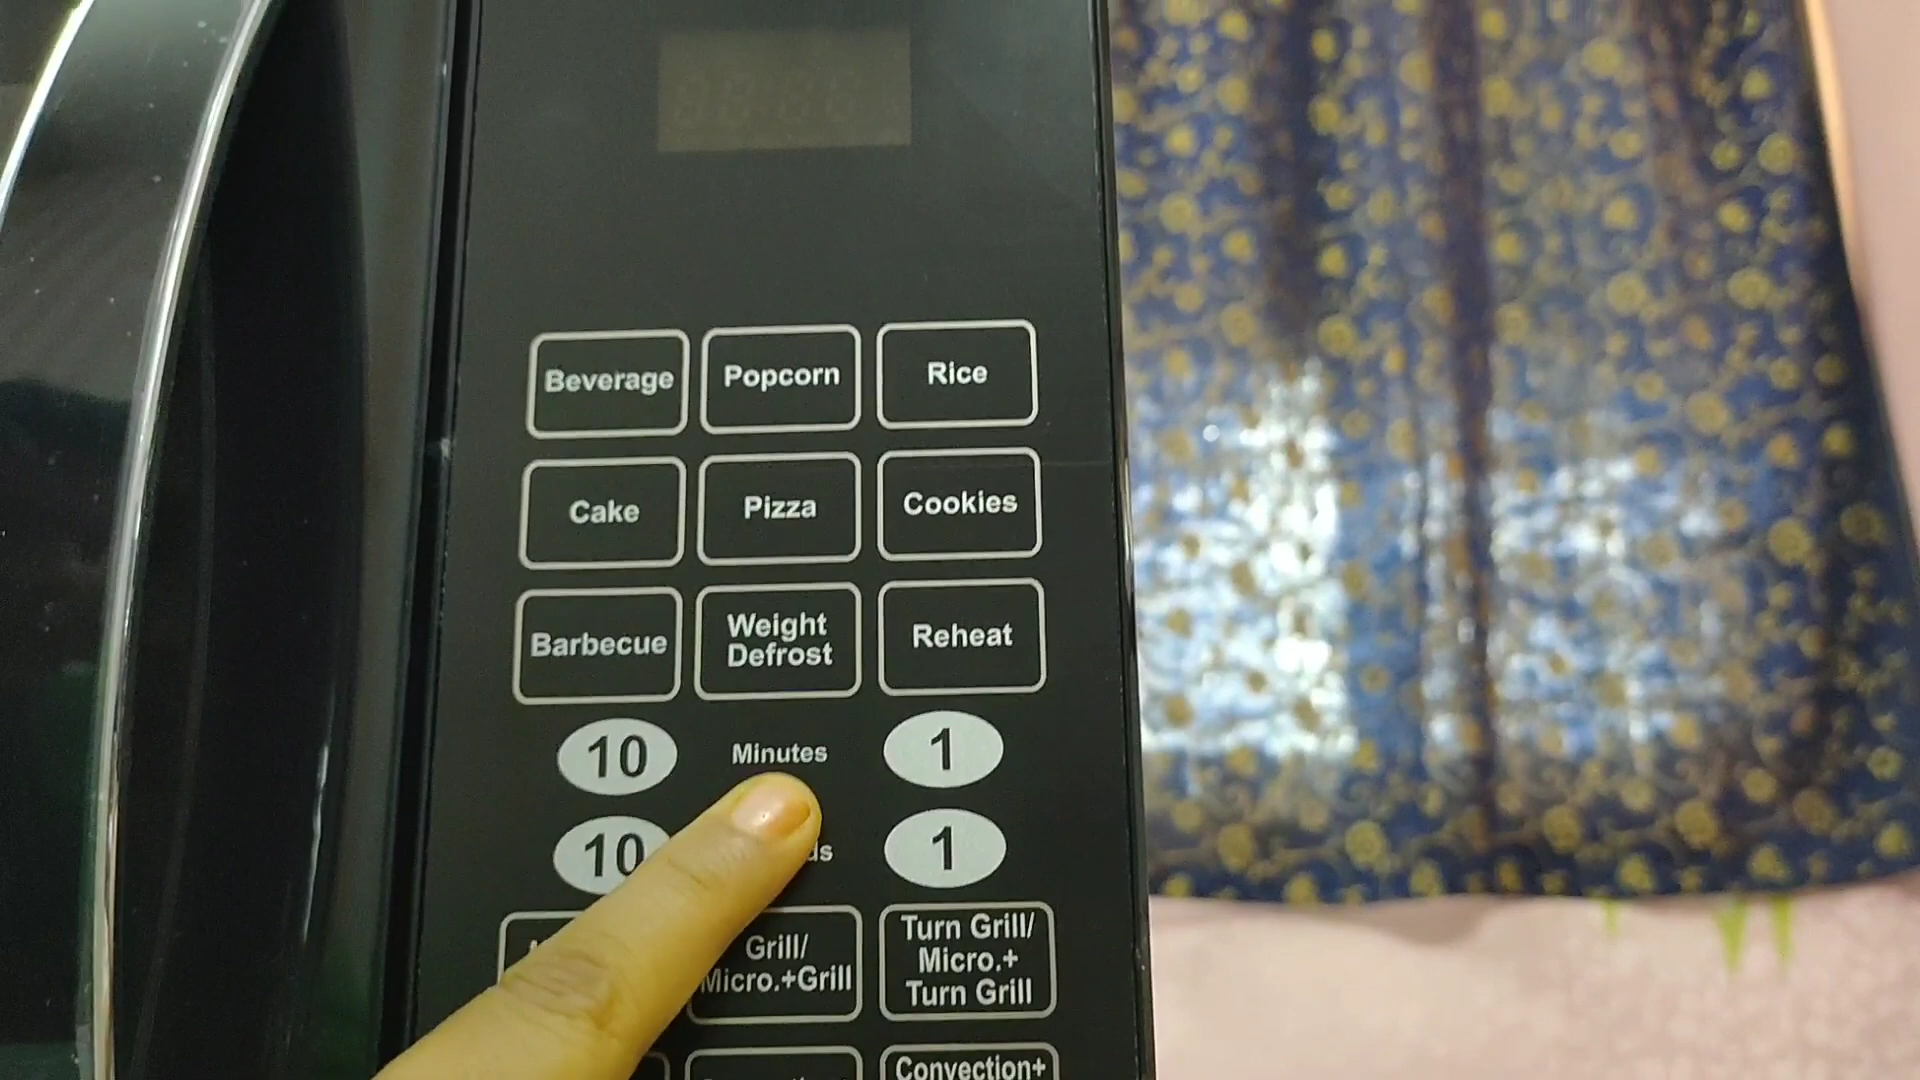 Beverage
Popcorn
Rice
Cake
Pizza
Cookies
Barbecue
Weight
Defrost
Reheat
10
Minutes
1
10
ds
1
Grill/
Micro.+Grill
Turn Grill/
Micro.+
Turn Grill
Convection+